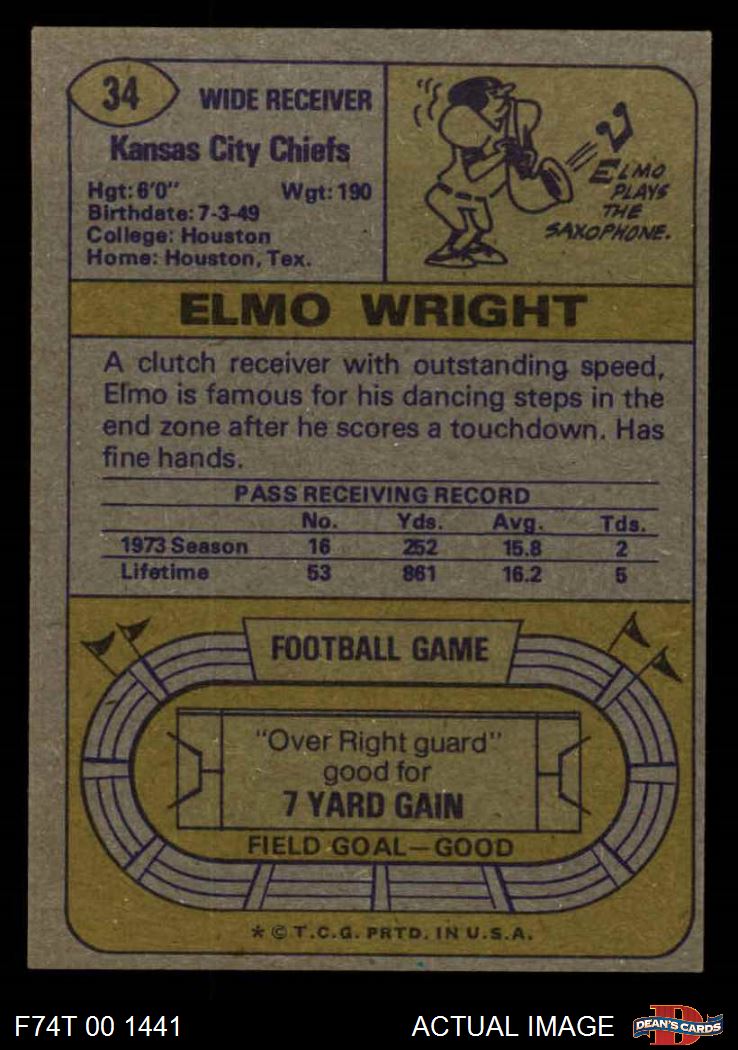 34
WIDE RECEIVER
Kansas City Chiefs
Hgt: 6'0" Wgt: 190
Birthdate: 7-3-49
College: Houston
Home: Houston, Tex.
ELMO
PLAYS
THE
SAXOPHONE.
ELMO WRIGHT
A clutch receiver with outstanding speed,
Elmo is famous for his dancing steps in the
end zone after he scores a touchdown. Has
fine hands.
PASS RECEIVING RECORD
No. Yds. Avg. Tds.
1973 Season 16 252 15.8 2
Lifetime 53 861 16.2 5
FOOTBALL GAME
"Over Right guard"
good for
7 YARD GAIN
FIELD GOAL—GOOD
* © T.C.G. PRTD. IN U.S.A.
F74T 00 1441 ACTUAL IMAGE DEAN'S CARDS